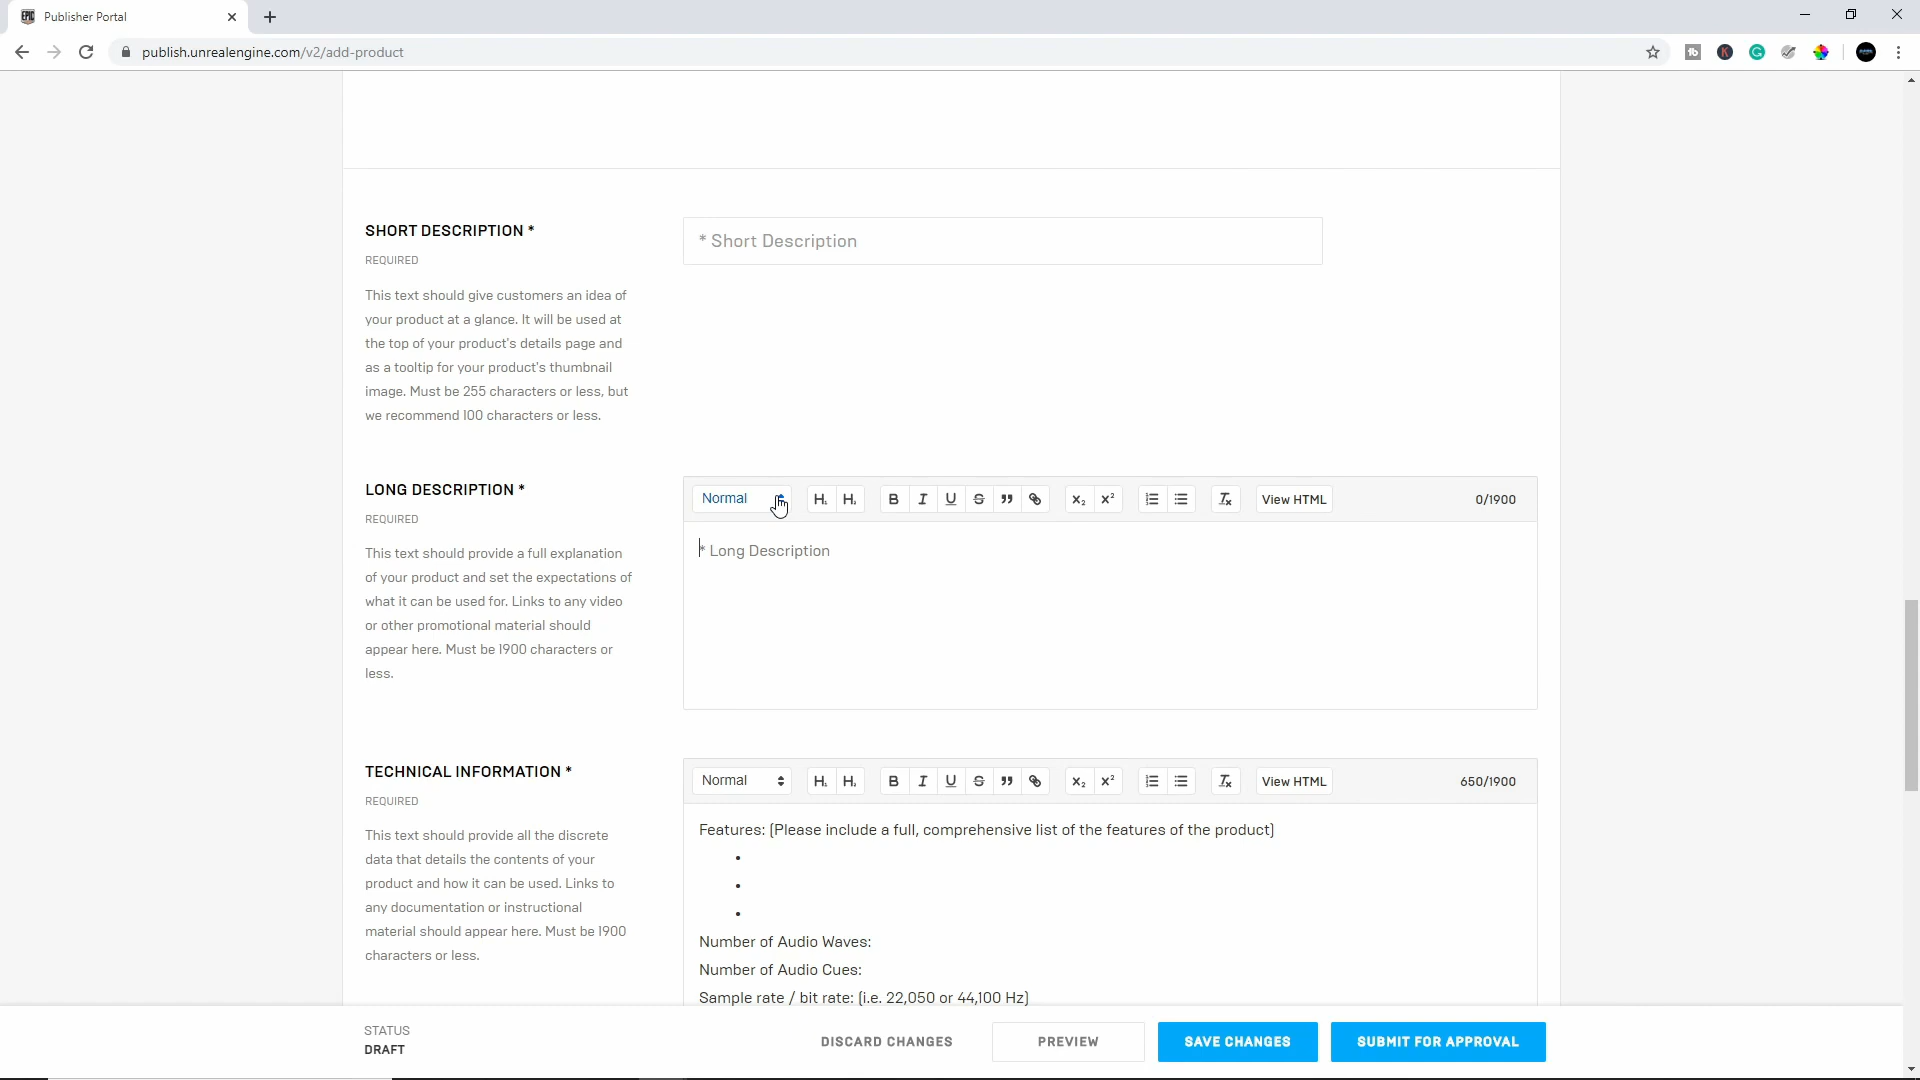 Publisher Portal
publish.unrealengine.com/v2/add-product
SHORT DESCRIPTION *
REQUIRED
This text should give customers an idea of
your product at a glance. It will be used at
the top of your product's details page and
as a tooltip for your product's thumbnail
image. Must be 255 characters or less, but
we recommend 100 characters or less.
* Short Description
LONG DESCRIPTION *
REQUIRED
This text should provide a full explanation
of your product and set the expectations of
what it can be used for. Links to any video
or other promotional material should
appear here. Must be 1900 characters or
less.
Normal H₁ H₂ B I U S X₂ X² View HTML 0/1900
* Long Description
TECHNICAL INFORMATION *
REQUIRED
This text should provide all the discrete
data that details the contents of your
product and how it can be used. Links to
any documentation or instructional
material should appear here. Must be 1900
characters or less.
Normal H₁ H₂ B I U S X₂ X² View HTML 650/1900
Features: (Please include a full, comprehensive list of the features of the product)
•
•
•
Number of Audio Waves:
Number of Audio Cues:
Sample rate / bit rate: (i.e. 22,050 or 44,100 Hz)
STATUS
DRAFT
DISCARD CHANGES
PREVIEW
SAVE CHANGES
SUBMIT FOR APPROVAL